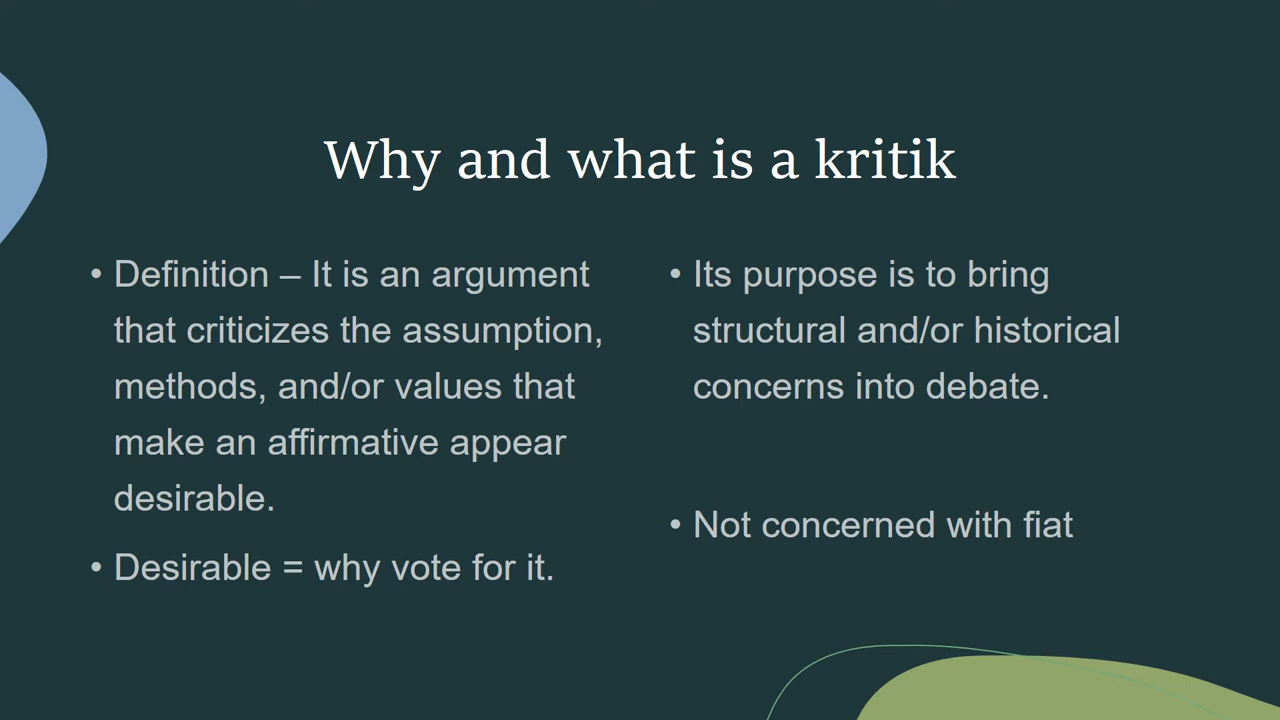 Why and what is a kritik
• Definition – It is an argument
that criticizes the assumption,
methods, and/or values that
make an affirmative appear
desirable.
• Desirable = why vote for it.
• Its purpose is to bring
structural and/or historical
concerns into debate.
• Not concerned with fiat